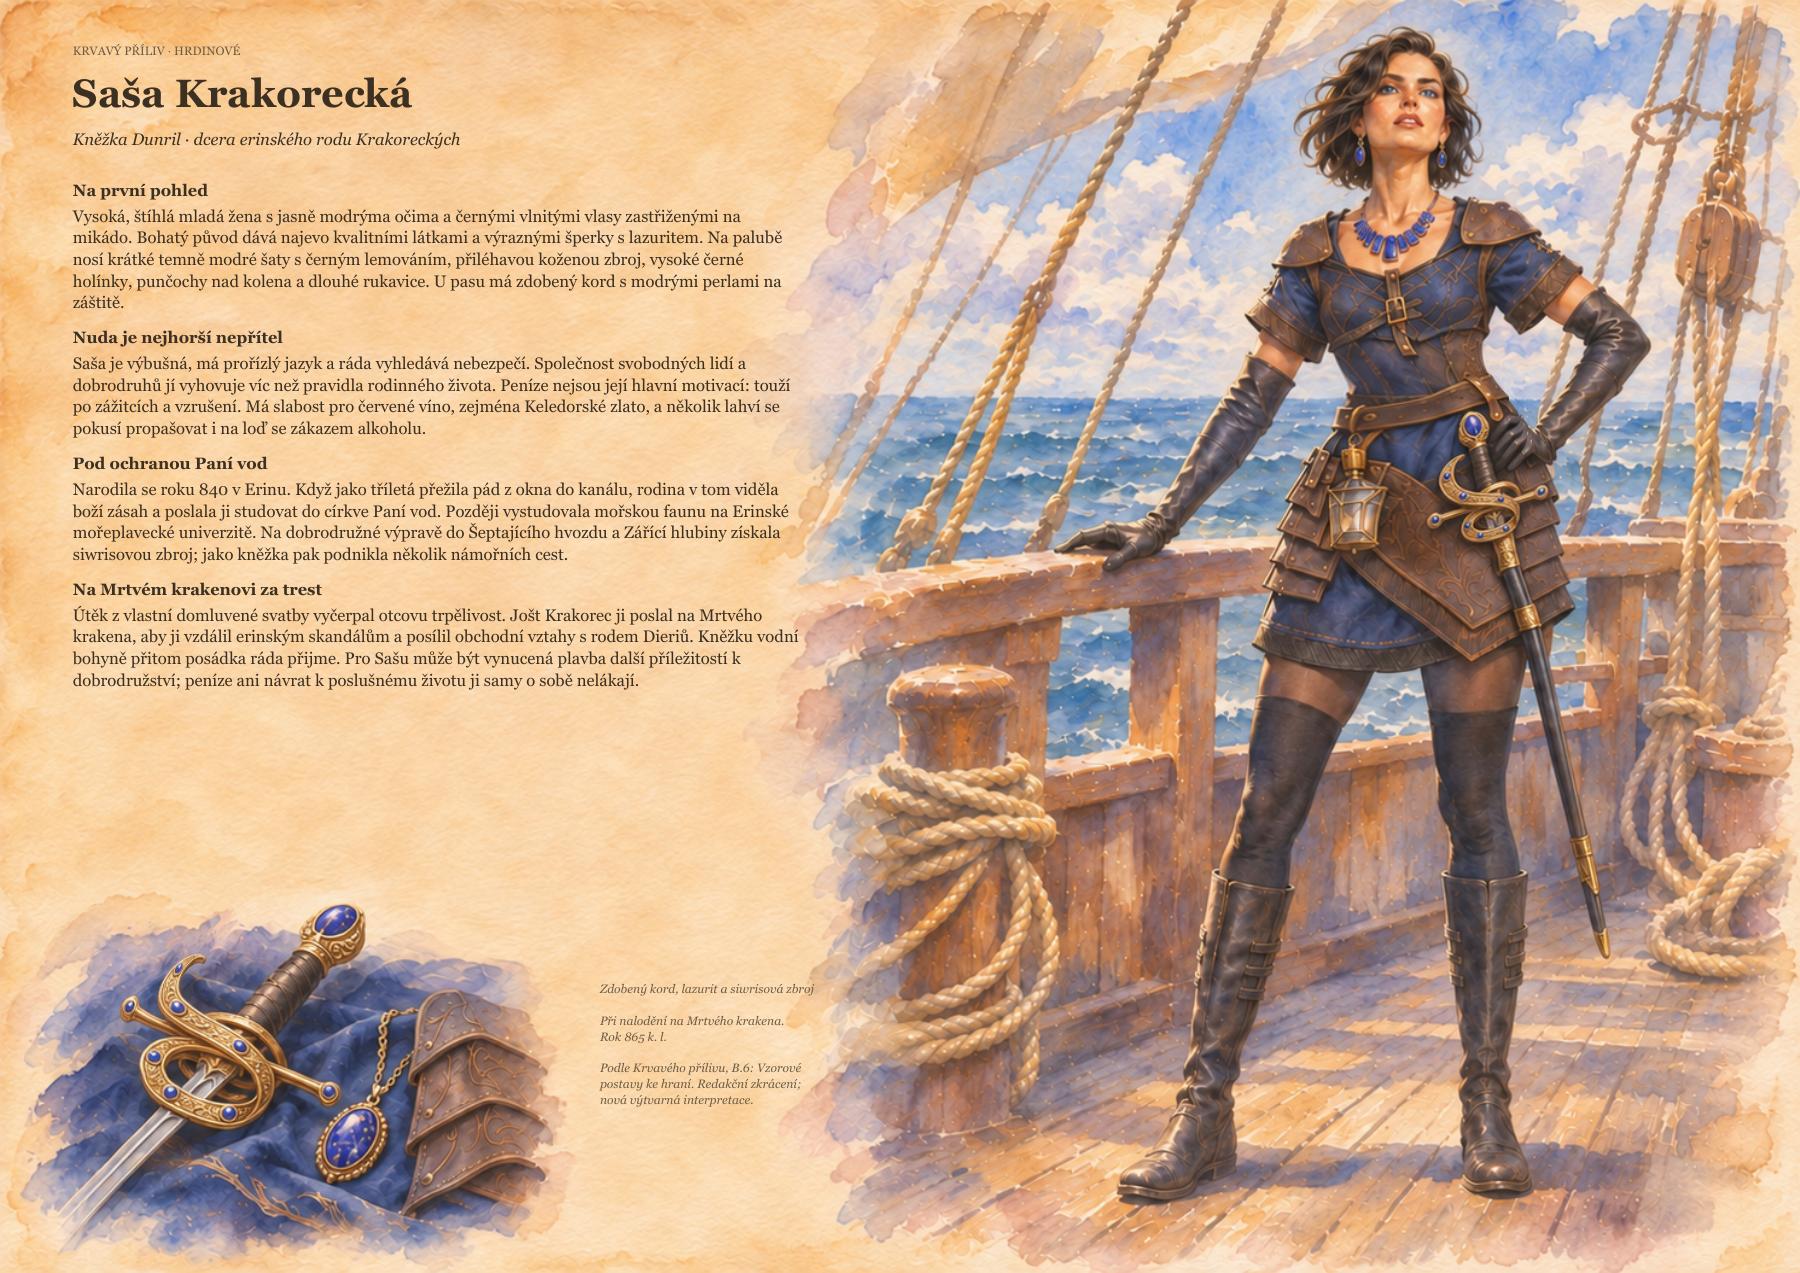 KRVAVÝ PŘÍLIV · HRDINOVÉ
Saša Krakorecká
Kněžka Dunril · dcera erinského rodu Krakoreckých
Na první pohled
Vysoká, štíhlá mladá žena s jasně modrýma očima a černými vlnitými vlasy zastřiženými na
mikádo. Bohatý původ dává najevo kvalitními látkami a výraznými šperky s lazuritem. Na palubě
nosí krátké temně modré šaty s černým lemováním, přiléhavou koženou zbroj, vysoké černé
holínky, punčochy nad kolena a dlouhé rukavice. U pasu má zdobený kord s modrými perlami na
záštitě.
Nuda je nejhorší nepřítel
Saša je výbušná, má prořízlý jazyk a ráda vyhledává nebezpečí. Společnost svobodných lidí a
dobrodruhů jí vyhovuje víc než pravidla rodinného života. Peníze nejsou její hlavní motivací: touží
po zážitcích a vzrušení. Má slabost pro červené víno, zejména Keledorské zlato, a několik lahví se
pokusí propašovat i na loď se zákazem alkoholu.
Pod ochranou Paní vod
Narodila se roku 840 v Erinu. Když jako tříletá přežila pád z okna do kanálu, rodina v tom viděla
boží zásah a poslala ji studovat do církve Paní vod. Později vystudovala mořskou faunu na Erinské
mořeplavecké univerzitě. Na dobrodružné výpravě do Šeptajícího hvozdu a Zářící hlubiny získala
siwrisovou zbroj; jako kněžka pak podnikla několik námořních cest.
Na Mrtvém krakenovi za trest
Útěk z vlastní domluvené svatby vyčerpal otcovu trpělivost. Jošt Krakorec ji poslal na Mrtvého
krakena, aby ji vzdálil erinským skandálům a posílil obchodní vztahy s rodem Dieriů. Kněžku vodní
bohyně přitom posádka ráda přijme. Pro Sašu může být vynucená plavba další příležitostí k
dobrodružství; peníze ani návrat k poslušnému životu ji samy o sobě nelákají.
Zdobený kord, lazurit a siwrisová zbroj
Při nalodění na Mrtvého krakena.
Rok 865 k. l.
Podle Krvavého přílivu, B.6: Vzorové
postavy ke hraní. Redakční zkrácení;
nová výtvarná interpretace.